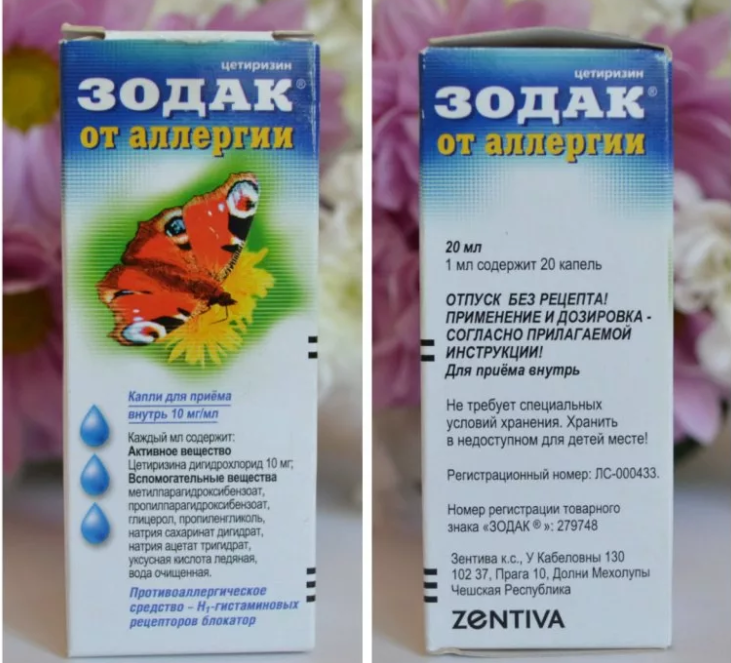 цетиризин
ЗОДАК®
от аллергии
Капли для приёма
внутрь 10 мг/мл
Каждый мл содержит:
Активное вещество
Цетиризина дигидрохлорид 10 мг;
Вспомогательные вещества
метилпарагидроксибензоат,
пропилпарагидроксибензоат,
глицерол, пропиленгликоль,
натрия сахаринат дигидрат,
натрия ацетат тригидрат,
уксусная кислота ледяная,
вода очищенная.
Противоаллергическое
средство – H₁-гистаминовых
рецепторов блокатор
цетиризин
ЗОДАК®
от аллергии
20 мл
1 мл содержит 20 капель
ОТПУСК БЕЗ РЕЦЕПТА!
ПРИМЕНЕНИЕ И ДОЗИРОВКА -
СОГЛАСНО ПРИЛАГАЕМОЙ
ИНСТРУКЦИИ!
Для приёма внутрь
Не требует специальных
условий хранения. Хранить
в недоступном для детей месте!
Регистрационный номер: ЛС-000433.
Номер регистрации товарного
знака «ЗОДАК ® »: 279748
Зентива к.с., У Кабеловны 130
102 37, Прага 10, Долни Мехолупы
Чешская Республика
ZENTIVA